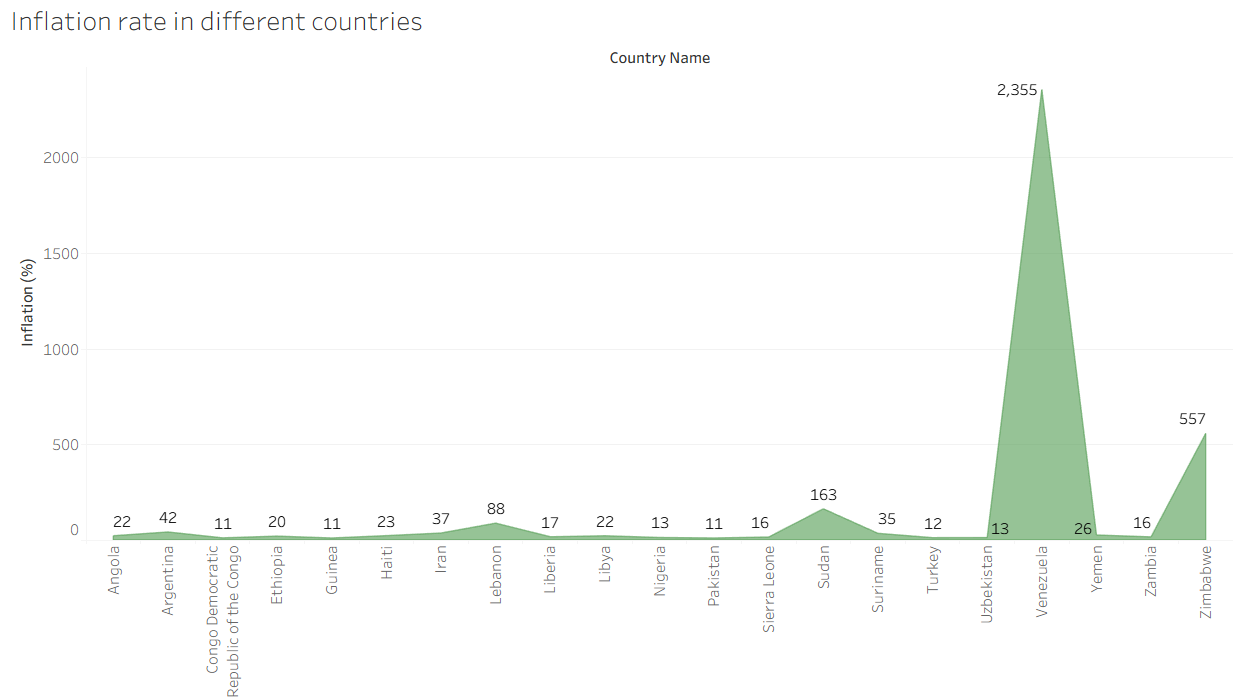 Inflation rate in different countries
Country Name
Inflation (%)
2000
1500
1000
500
0
22
42
11
20
11
23
37
88
17
22
13
11
16
163
35
12
13
2,355
26
16
557
Angola
Argentina
Congo Democratic
Republic of the Congo
Ethiopia
Guinea
Haiti
Iran
Lebanon
Liberia
Libya
Nigeria
Pakistan
Sierra Leone
Sudan
Suriname
Turkey
Uzbekistan
Venezuela
Yemen
Zambia
Zimbabwe